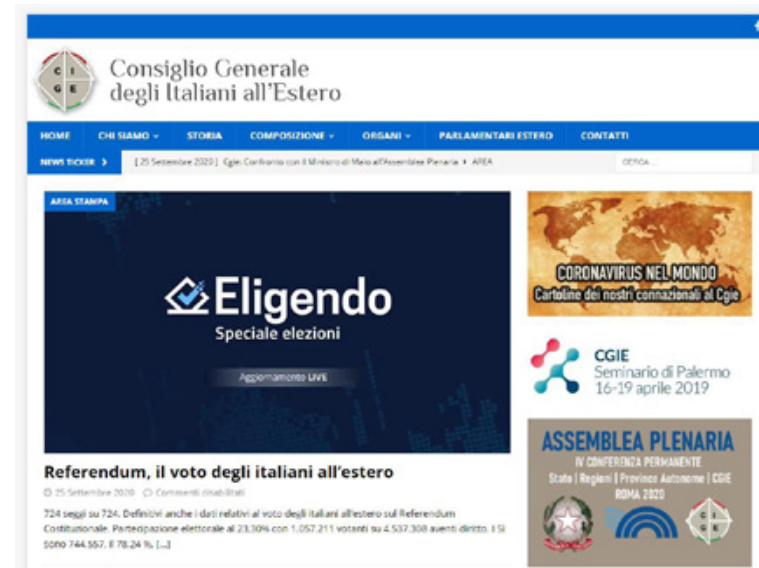 CI
GE
Consiglio Generale
degli Italiani all'Estero
HOME CHI SIAMO STORIA COMPOSIZIONE ORGANI PARLAMENTARI ESTERO CONTATTI
NEWS TICKER [ 25 Settembre 2020 ] Cgie: Confronto con il Ministro di Maio all'Assemblea Plenaria AREA CERCA ...
AREA STAMPA
Eligendo
Speciale elezioni
Aggiornamento LIVE
Referendum, il voto degli italiani all'estero
25 Settembre 2020 Commenti disabilitati
724 seggi su 724. Definitivi anche i dati relativi al voto degli italiani all'estero sul Referendum
Costituzionale. Partecipazione elettorale al 23,30% con 1.057.211 votanti su 4.537.308 aventi diritto. I SI
sono 744.557, il 78.24 %, [...]
CORONAVIRUS NEL MONDO
Cartoline dei nostri connazionali al Cgie
CGIE
Seminario di Palermo
16-19 aprile 2019
ASSEMBLEA PLENARIA
IV CONFERENZA PERMANENTE
Stato | Regioni | Province Autonome | CGIE
ROMA 2020
CI
GE